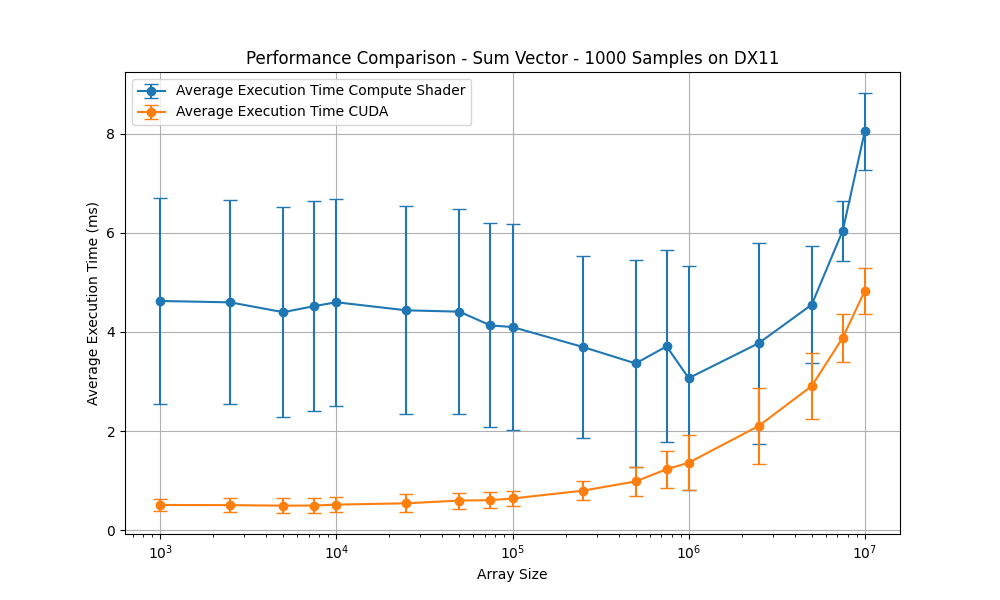 Performance Comparison - Sum Vector - 1000 Samples on DX11
Average Execution Time Compute Shader
Average Execution Time CUDA
Average Execution Time (ms)
8
6
4
2
0
10³
10⁴
10⁵
10⁶
10⁷
Array Size